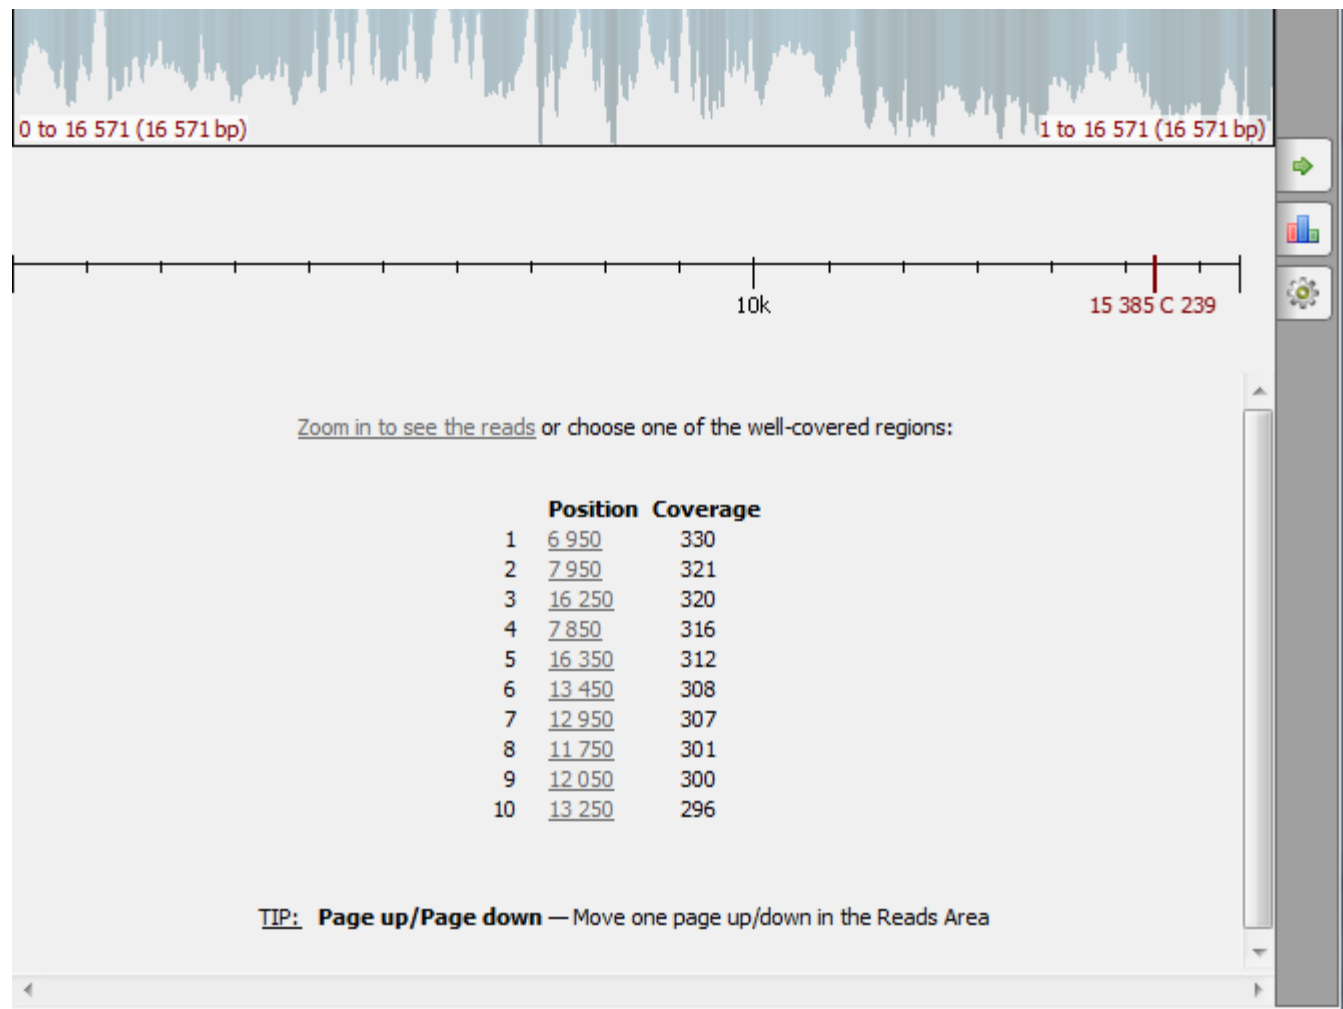 0 to 16 571 (16 571 bp) 1 to 16 571 (16 571 bp)
10k 15 385 C 239
Zoom in to see the reads or choose one of the well-covered regions:
Position Coverage
1 6 950 330
2 7 950 321
3 16 250 320
4 7 850 316
5 16 350 312
6 13 450 308
7 12 950 307
8 11 750 301
9 12 050 300
10 13 250 296
TIP: Page up/Page down — Move one page up/down in the Reads Area